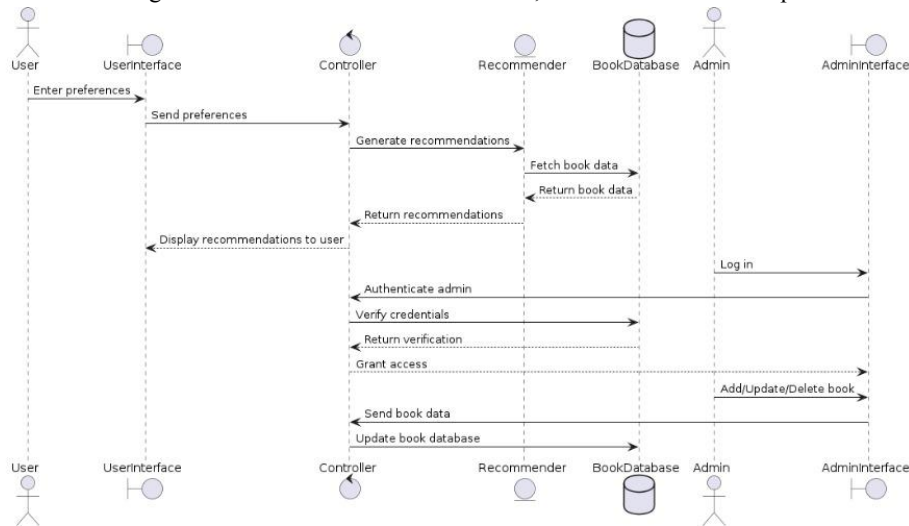 User UserInterface Controller Recommender BookDatabase Admin AdminInterface
Enter preferences
Send preferences
Generate recommendations
Fetch book data
Return book data
Return recommendations
Display recommendations to user
Log in
Authenticate admin
Verify credentials
Return verification
Grant access
Add/Update/Delete book
Send book data
Update book database
User UserInterface Controller Recommender BookDatabase Admin AdminInterface